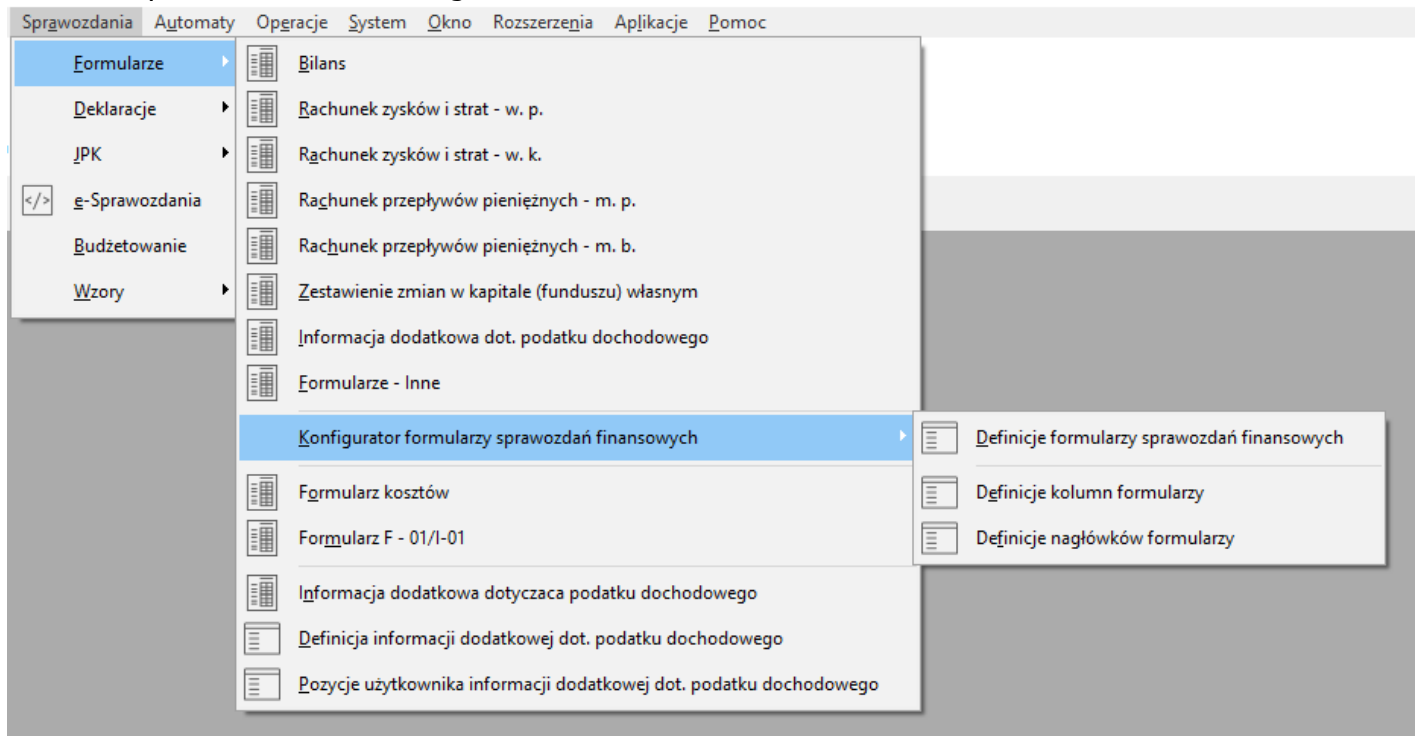 Sprawozdania Automaty Operacje System Okno Rozszerzenia Aplikacje Pomoc
Formularze
Deklaracje
JPK
</> e-Sprawozdania
Budżetowanie
Wzory
Bilans
Rachunek zysków i strat - w. p.
Rachunek zysków i strat - w. k.
Rachunek przepływów pieniężnych - m. p.
Rachunek przepływów pieniężnych - m. b.
Zestawienie zmian w kapitale (funduszu) własnym
Informacja dodatkowa dot. podatku dochodowego
Formularze - Inne
Konfigurator formularzy sprawozdań finansowych
Formularz kosztów
Formularz F - 01/I-01
Informacja dodatkowa dotyczaca podatku dochodowego
Definicja informacji dodatkowej dot. podatku dochodowego
Pozycje użytkownika informacji dodatkowej dot. podatku dochodowego
Definicje formularzy sprawozdań finansowych
Definicje kolumn formularzy
Definicje nagłówków formularzy